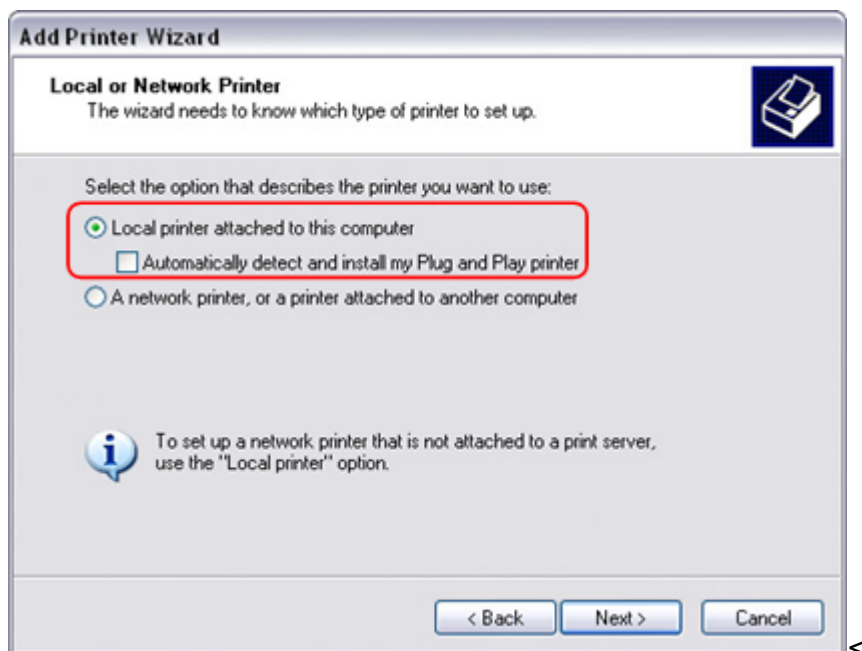 Add Printer Wizard
Local or Network Printer
The wizard needs to know which type of printer to set up.
Select the option that describes the printer you want to use:
Local printer attached to this computer
Automatically detect and install my Plug and Play printer
A network printer, or a printer attached to another computer
To set up a network printer that is not attached to a print server,
use the "Local printer" option.
< Back Next > Cancel
<